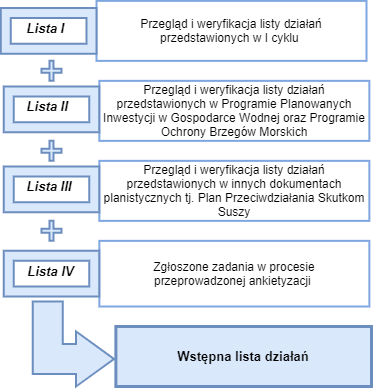 Lista I
Przegląd i weryfikacja listy działań
przedstawionych w I cyklu
Lista II
Przegląd i weryfikacja listy działań
przedstawionych w Programie Planowanych
Inwestycji w Gospodarce Wodnej oraz Programie
Ochrony Brzegów Morskich
Lista III
Przegląd i weryfikacja listy działań
przedstawionych w innych dokumentach
planistycznych tj. Plan Przeciwdziałania Skutkom
Suszy
Lista IV
Zgłoszone zadania w procesie
przeprowadzonej ankietyzacji
Wstępna lista działań